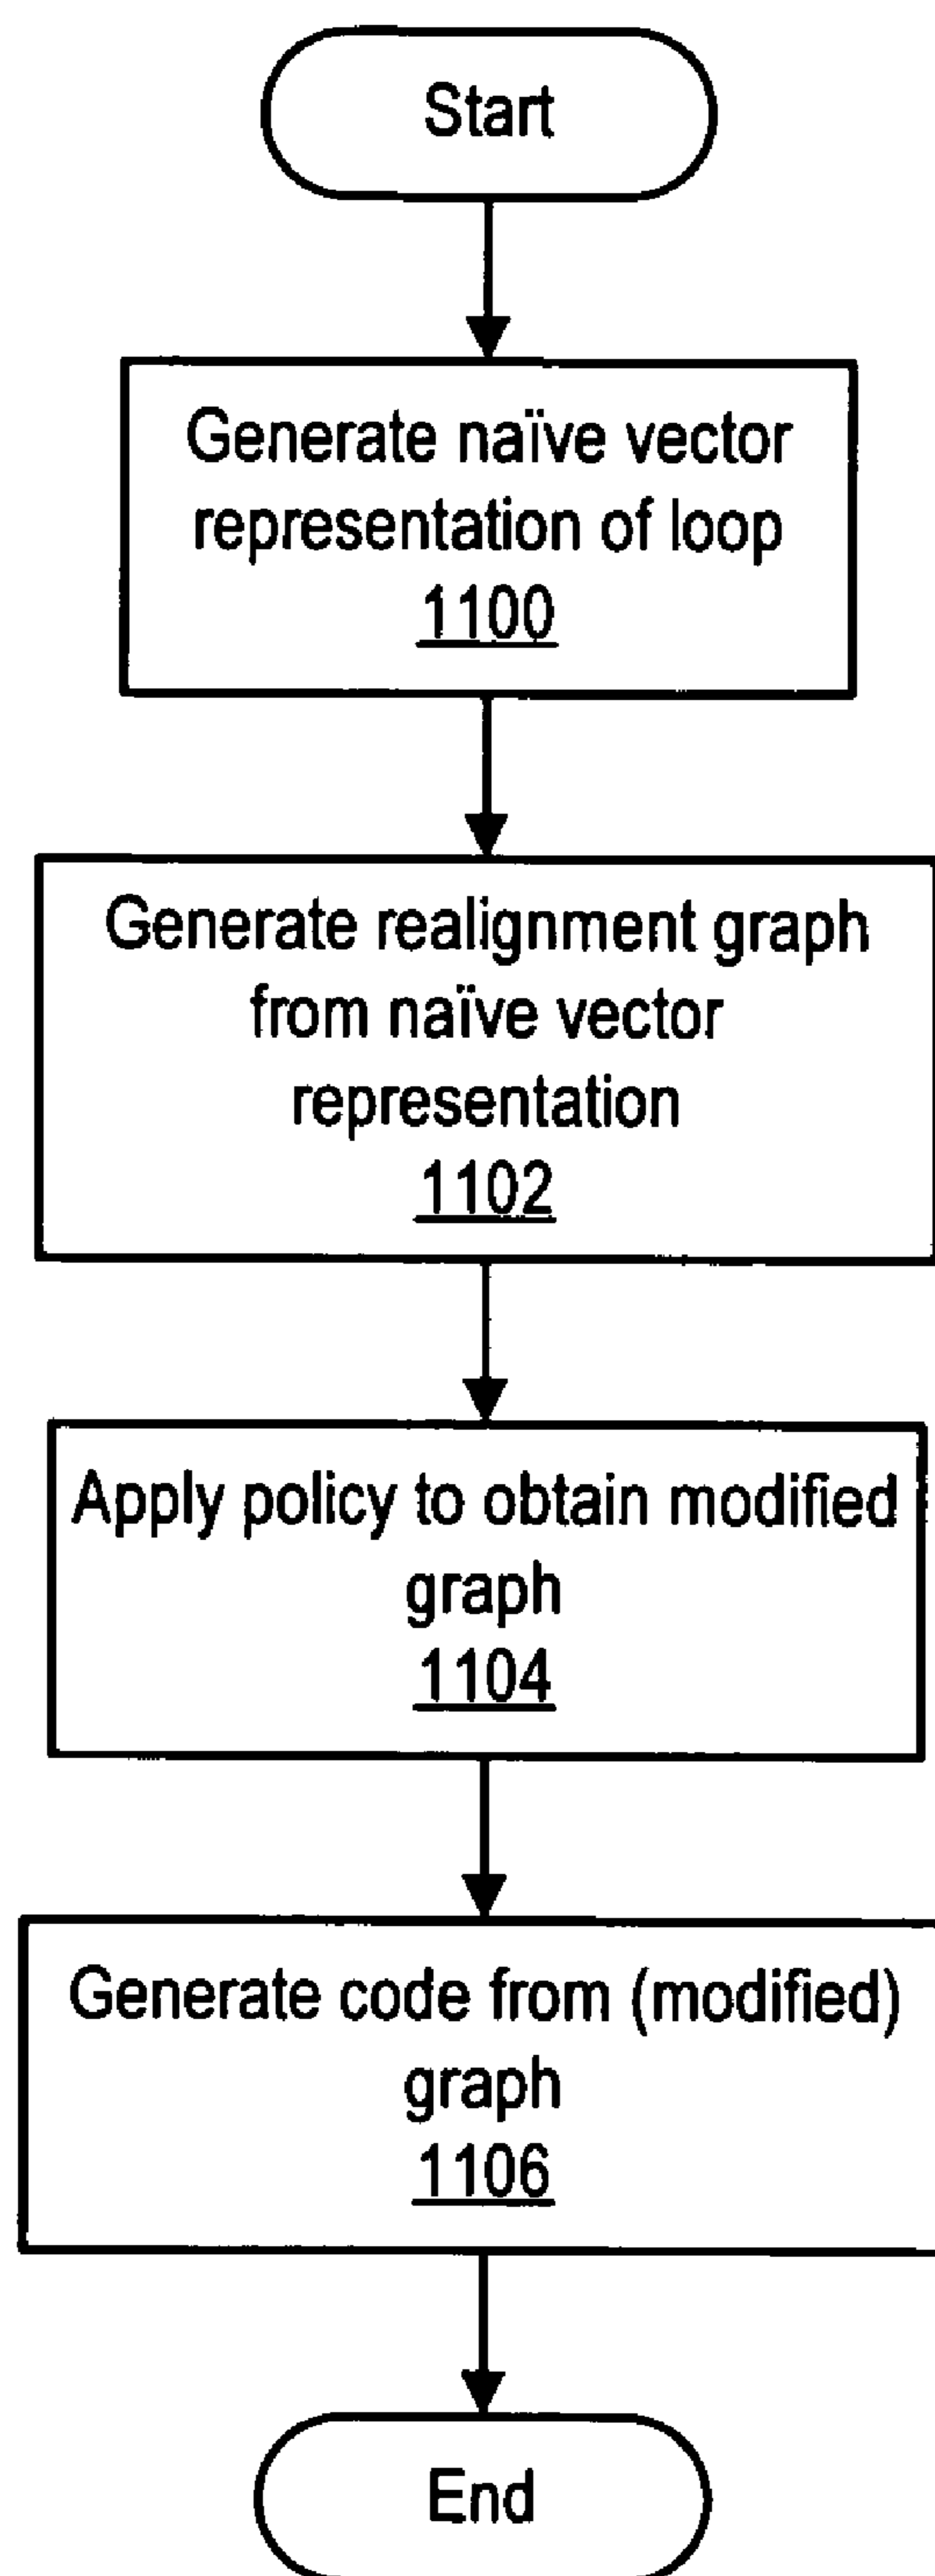 Start
Generate naïve vector
representation of loop
1100
Generate realignment graph
from naïve vector
representation
1102
Apply policy to obtain modified
graph
1104
Generate code from (modified)
graph
1106
End